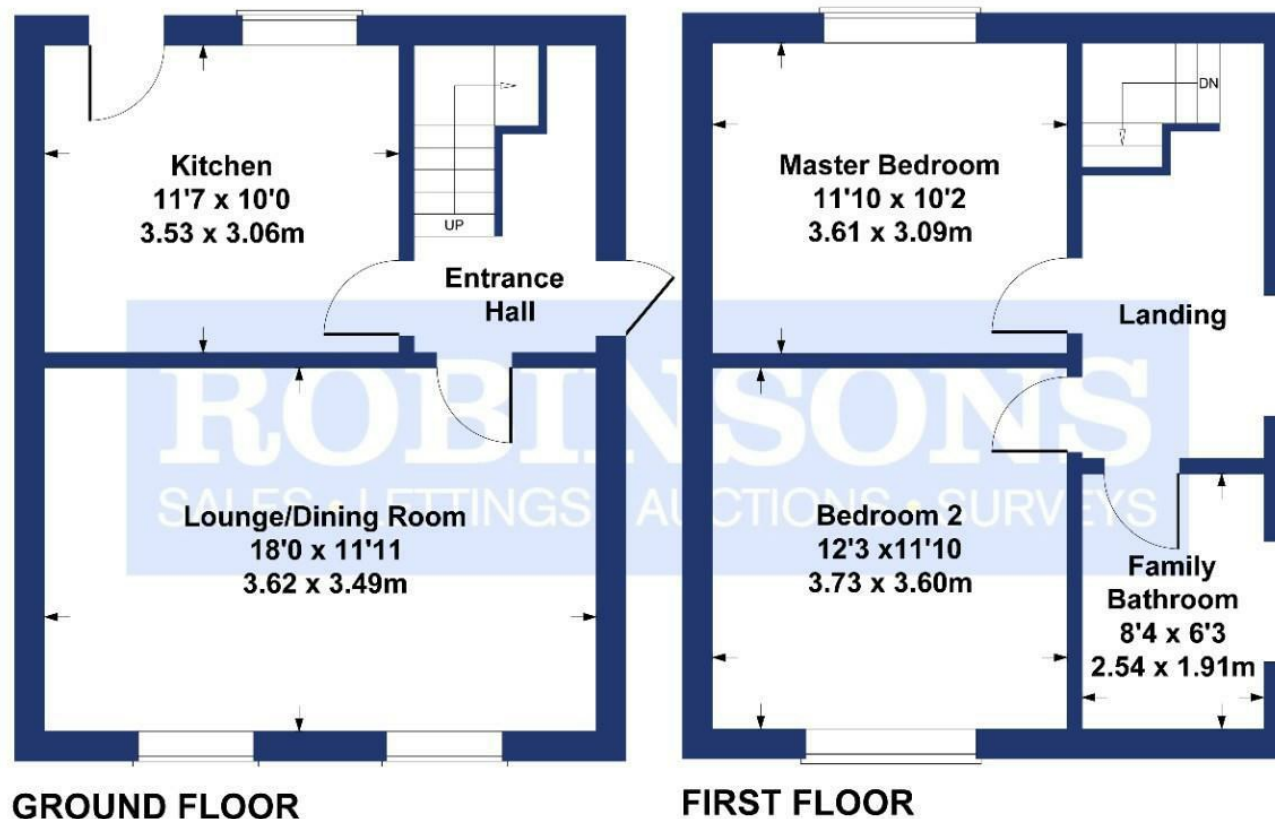 Kitchen
11'7 x 10'0
3.53 x 3.06m
UP
Entrance
Hall
Lounge/Dining Room
18'0 x 11'11
3.62 x 3.49m
GROUND FLOOR
DN
Master Bedroom
11'10 x 10'2
3.61 x 3.09m
Landing
Bedroom 2
12'3 x11'10
3.73 x 3.60m
Family
Bathroom
8'4 x 6'3
2.54 x 1.91m
FIRST FLOOR
ROBINSONS
SALES • LETTINGS • AUCTIONS • SURVEYS